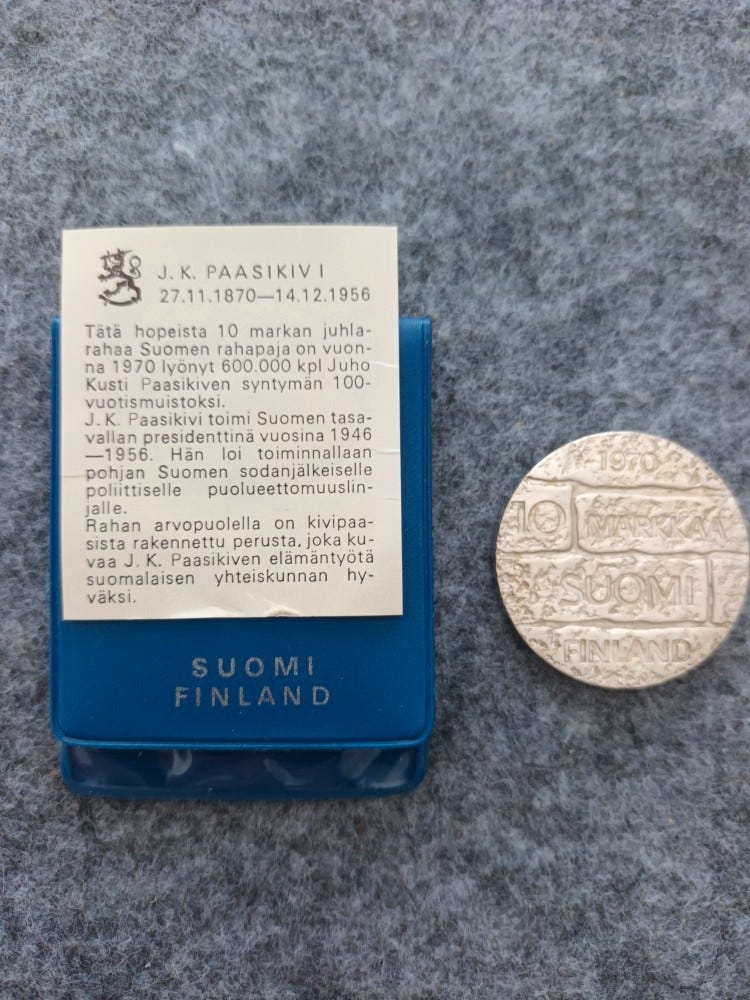 J. K. PAASIKIVI
27.11.1870—14.12.1956
Tätä hopeista 10 markan juhla-
rahaa Suomen rahapaja on vuon-
na 1970 lyönyt 600.000 kpl Juho
Kusti Paasikiven syntymän 100-
vuotismuistoksi.
J. K. Paasikivi toimi Suomen tasa-
vallan presidenttinä vuosina 1946
—1956. Hän loi toiminnallaan
pohjan Suomen sodanjälkeiselle
poliittiselle puolueettomuuslin-
jalle.
Rahan arvopuolella on kivipaa-
sista rakennettu perusta, joka ku-
vaa J. K. Paasikiven elämäntyötä
suomalaisen yhteiskunnan hy-
väksi.
SUOMI
FINLAND
1970
10 MARKKAA
SUOMI
FINLAND